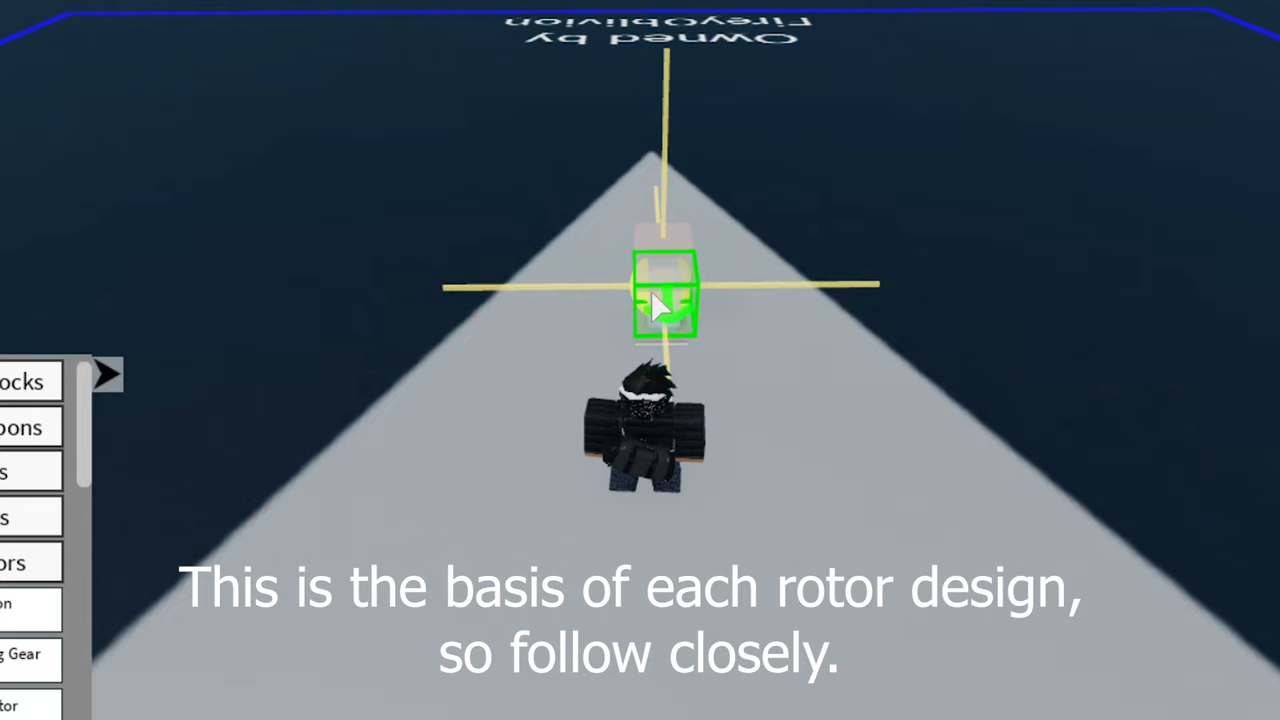 FireyOblivion
Owned by
ocks
pons
s
s
ors
on
g Gear
tor
This is the basis of each rotor design,
so follow closely.